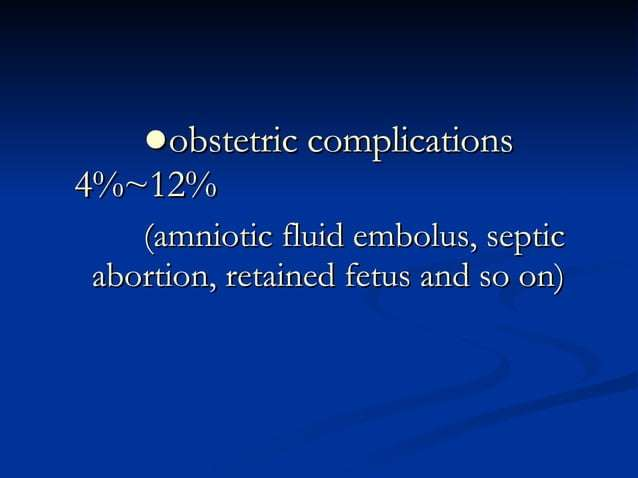 ●obstetric complications
4%~12%
(amniotic fluid embolus, septic
abortion, retained fetus and so on)